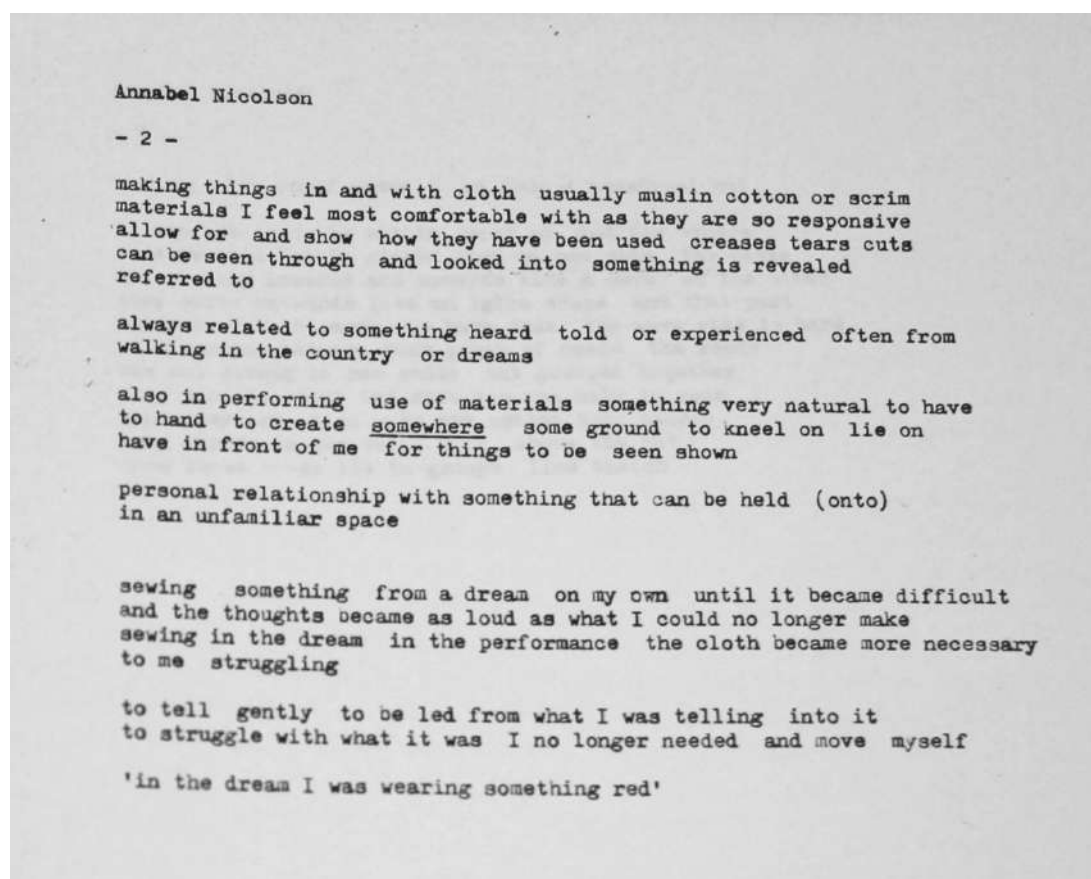 Annabel Nicolson
- 2 -
making things  in and with cloth  usually muslin cotton or scrim
materials I feel most comfortable with as they are so responsive
allow for  and show  how they have been used  creases tears cuts
can be seen through  and looked into  something is revealed
referred to
always related to something heard  told  or experienced  often from
walking in the country  or dreams
also in performing  use of materials  something very natural to have
to hand  to create  somewhere   some ground  to kneel on  lie on
have in front of me  for things to be  seen shown
personal relationship with something that can be held  (onto)
in an unfamiliar space
sewing   something  from a dream  on my own  until it became difficult
and the thoughts became as loud as what I could no longer make
sewing in the dream  in the performance  the cloth became more necessary
to me  struggling
to tell  gently  to be led from what I was telling  into it
to struggle with what it was  I no longer needed  and move  myself
'in the dream I was wearing something red'